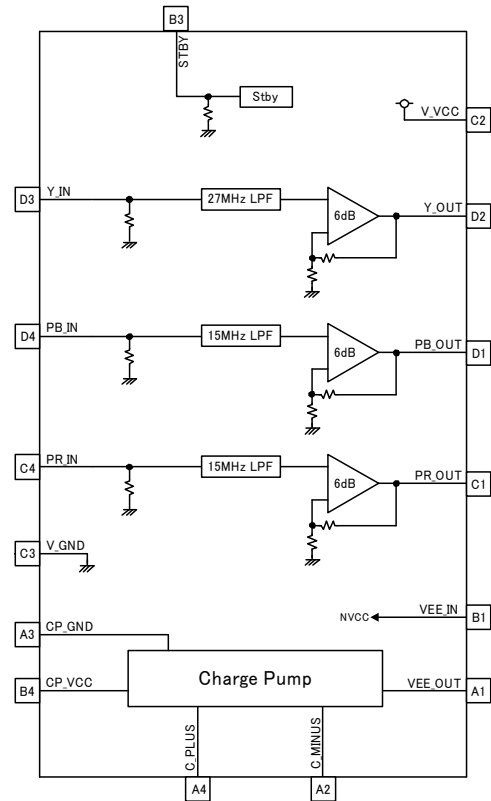 B3
STBY
Stby
V_VCC
C2
D3
Y_IN
27MHz LPF
6dB
Y_OUT
D2
D4
PB_IN
15MHz LPF
6dB
PB_OUT
D1
C4
PR_IN
15MHz LPF
6dB
PR_OUT
C1
C3
V_GND
NVCC
VEE_IN
B1
A3
CP_GND
Charge Pump
B4
CP_VCC
VEE_OUT
A1
C_PLUS
C_MINUS
A4
A2